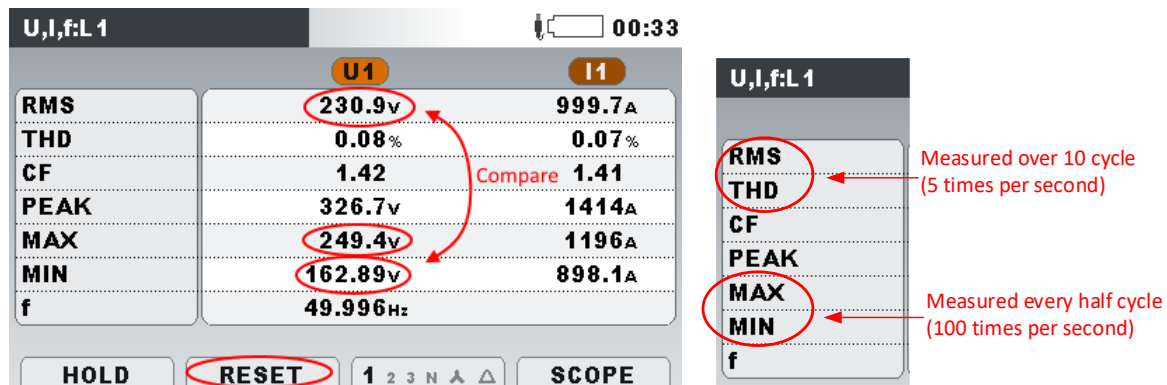 U,I,f:L1 00:33
U1 I1
RMS 230.9V 999.7A
THD 0.08% 0.07%
CF 1.42 Compare 1.41
PEAK 326.7V 1414A
MAX 249.4V 1196A
MIN 162.89V 898.1A
f 49.996Hz
HOLD RESET 1 2 3 N ⅄ △ SCOPE
U,I,f:L1
RMS
THD
CF
PEAK
MAX
MIN
f
Measured over 10 cycle
(5 times per second)
Measured every half cycle
(100 times per second)